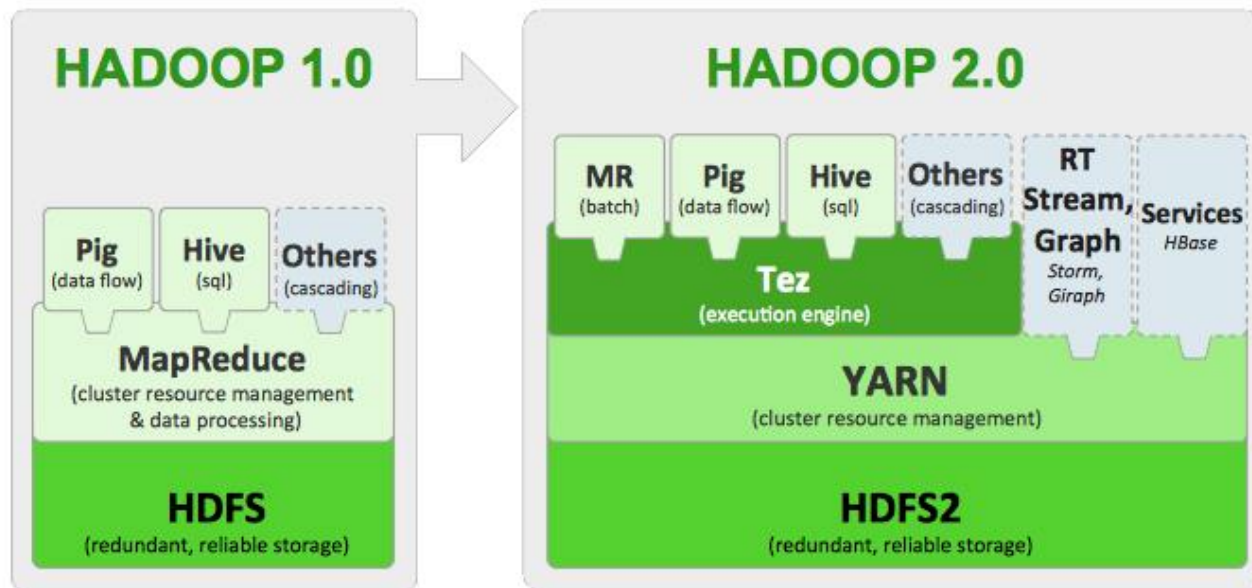 HADOOP 1.0
Pig
(data flow)
Hive
(sql)
Others
(cascading)
MapReduce
(cluster resource management
& data processing)
HDFS
(redundant, reliable storage)
HADOOP 2.0
MR
(batch)
Pig
(data flow)
Hive
(sql)
Others
(cascading)
RT
Stream,
Graph
Storm,
Giraph
Services
HBase
Tez
(execution engine)
YARN
(cluster resource management)
HDFS2
(redundant, reliable storage)